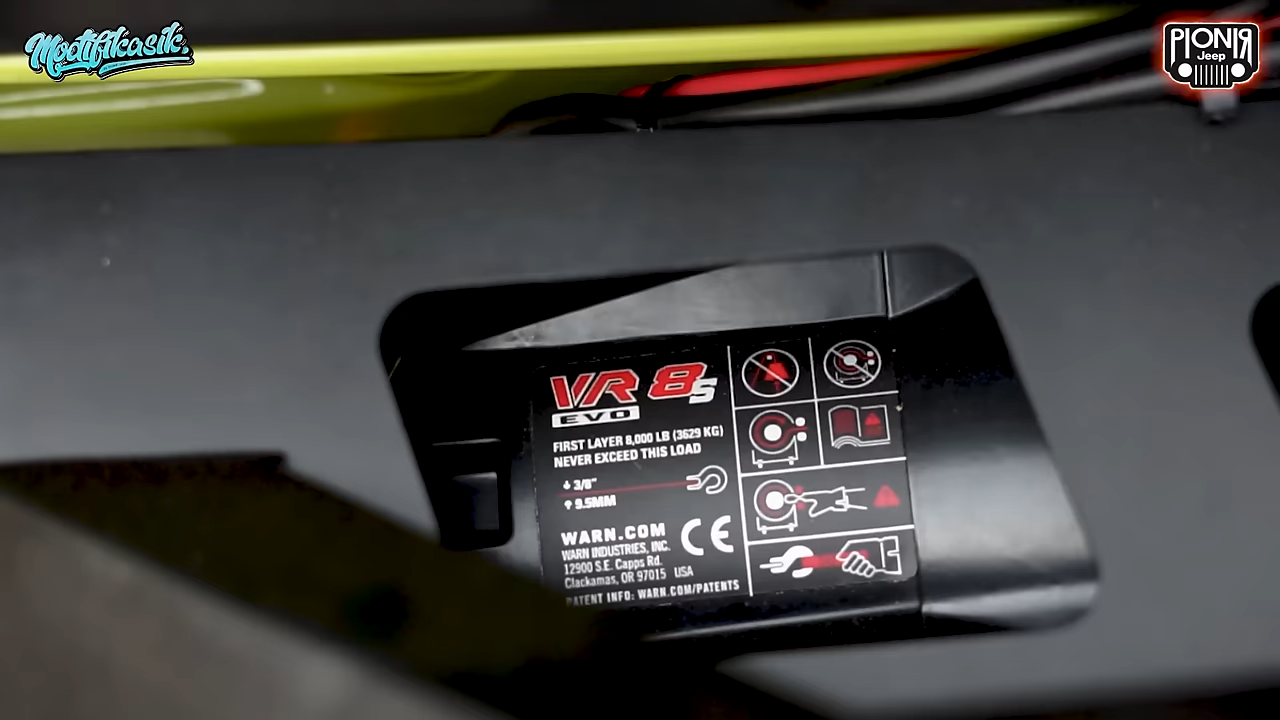 Modifikasik.
PIONIR
Jeep
VR 8s
EVO
FIRST LAYER 8,000 LB (3629 KG)
NEVER EXCEED THIS LOAD
3/8"
9.5MM
WARN.COM
WARN INDUSTRIES, INC.
12900 S.E. Capps Rd.
Clackamas, OR 97015 USA
CE
PATENT INFO: WARN.COM/PATENTS